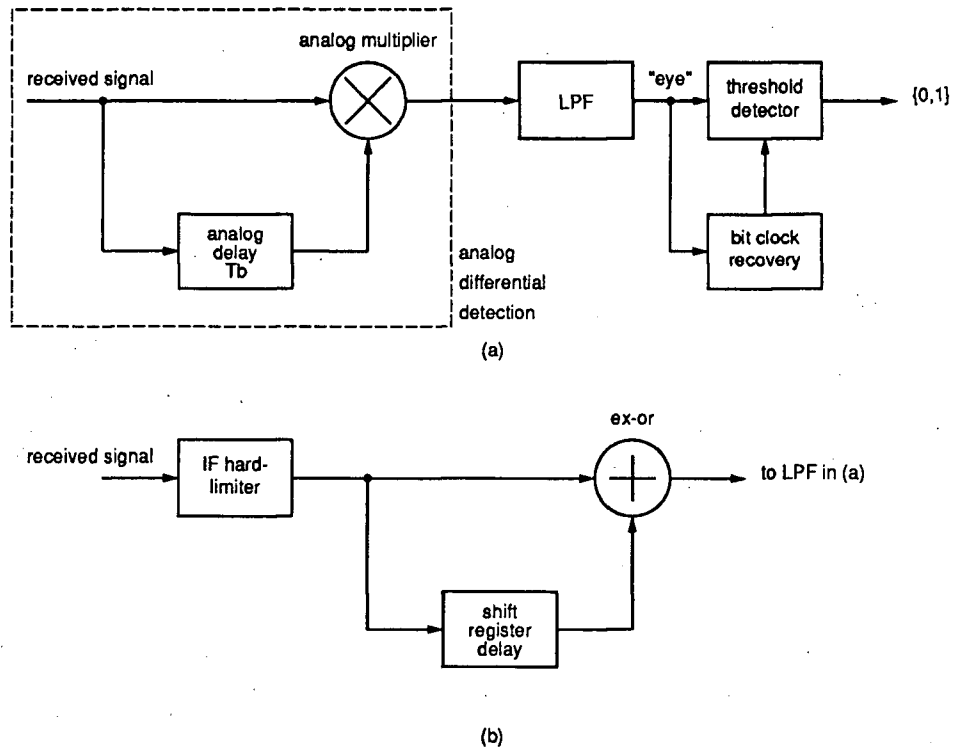 analog multiplier
received signal
LPF
"eye"
threshold
detector
{0,1}
analog
delay
Tb
bit clock
recovery
analog
differential
detection
(a)
ex-or
received signal
IF hard-
limiter
to LPF in (a)
shift
register
delay
(b)